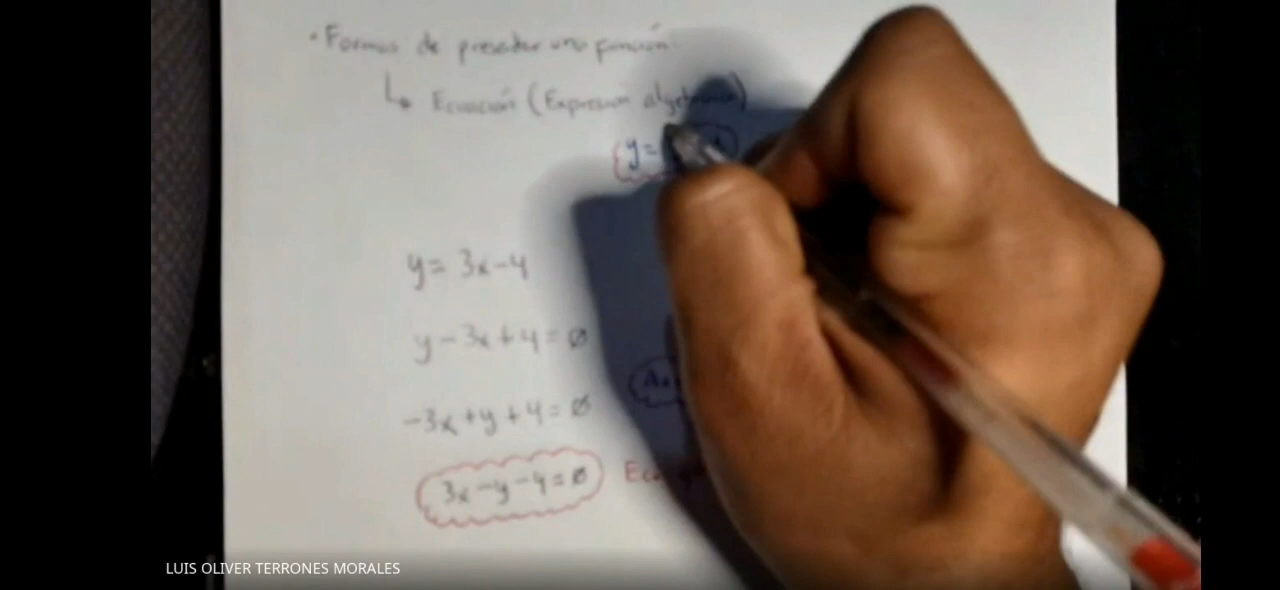 · Formas de presentar una función:
Ecuación (Expresión algebraica)
y=
y= 3x-4
y-3x+4=0
-3x+y+4=0
3x-y-4=0
LUIS OLIVER TERRONES MORALES